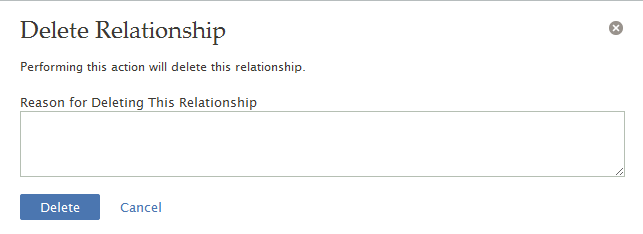 Delete Relationship
Performing this action will delete this relationship.
Reason for Deleting This Relationship
Delete Cancel